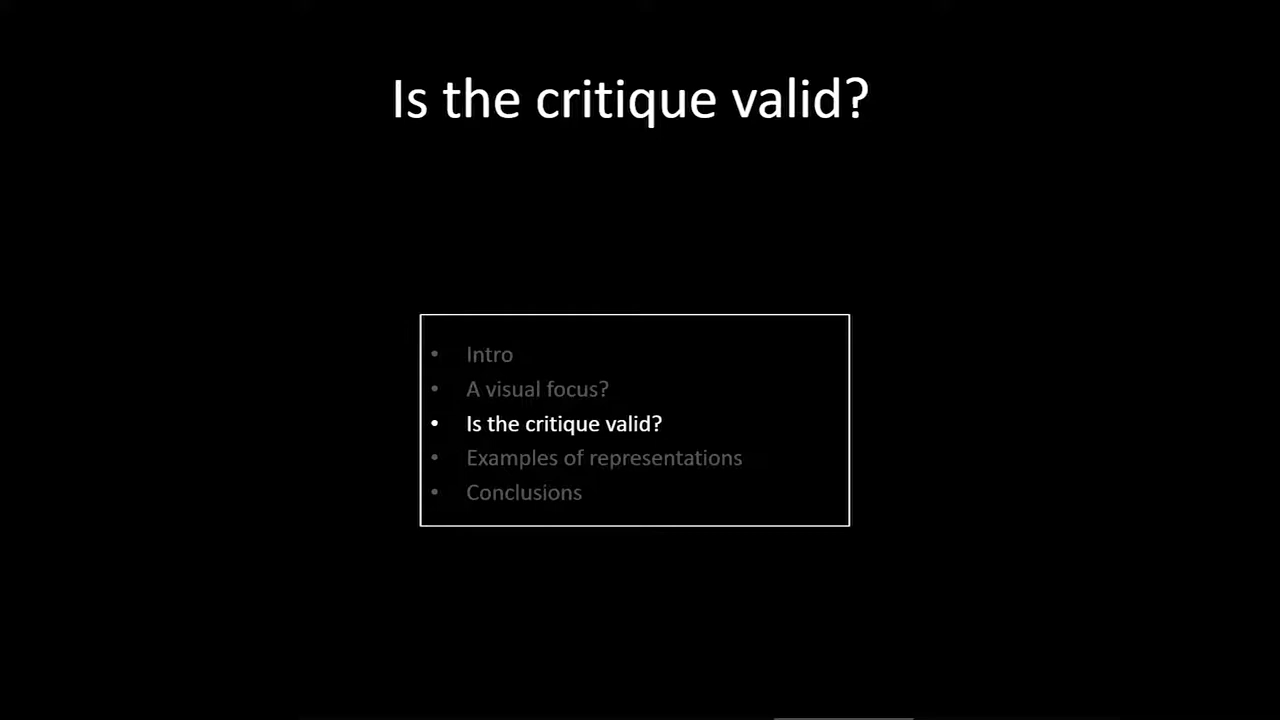 Is the critique valid?
• Intro
• A visual focus?
• Is the critique valid?
• Examples of representations
• Conclusions